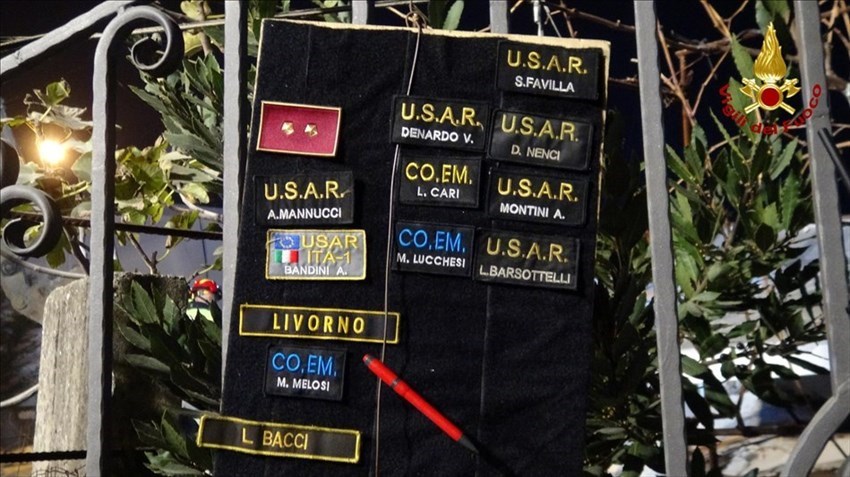 U.S.A.R.
S.FAVILLA
U.S.A.R.
DENARDO V.
U.S.A.R.
D. NENCI
CO.EM.
L. CARI
U.S.A.R.
MONTINI A.
U.S.A.R.
A.MANNUCCI
CO.EM.
M. LUCCHESI
U.S.A.R.
L.BARSOTTELLI
USAR
ITA-1
BANDINI A.
LIVORNO
CO.EM.
M. MELOSI
L. BACCI
Vigili del Fuoco